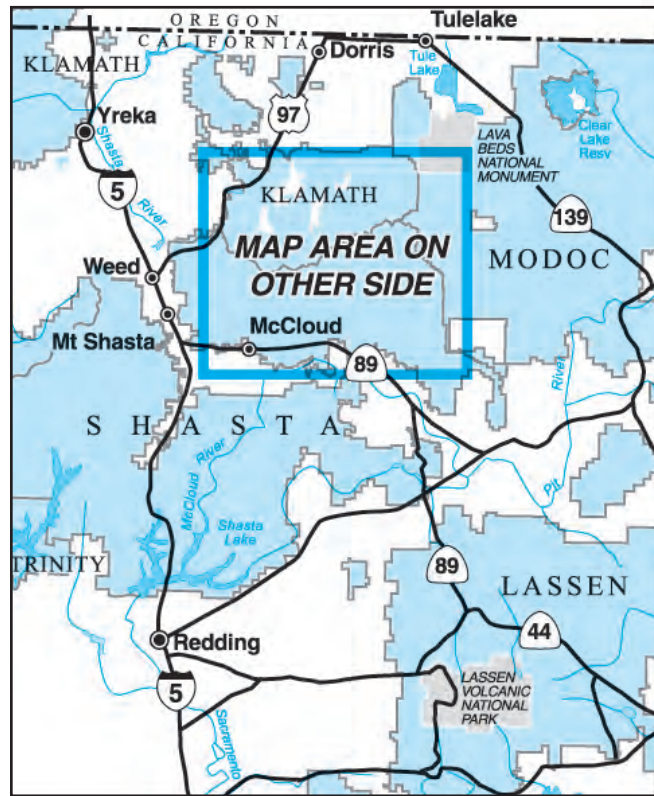 OREGON
CALIFORNIA
Tulelake
Dorris
KLAMATH
Tule
Lake
97
Yreka
Clear
Lake
Resv
Shasta
River
LAVA
BEDS
NATIONAL
MONUMENT
5
KLAMATH
139
MAP AREA ON
OTHER SIDE
MODOC
Weed
Mt Shasta
McCloud
89
River
SHASTA
McCloud
River
Pit
Shasta
Lake
TRINITY
89
LASSEN
44
Redding
5
LASSEN
VOLCANIC
NATIONAL
PARK
Sacramento